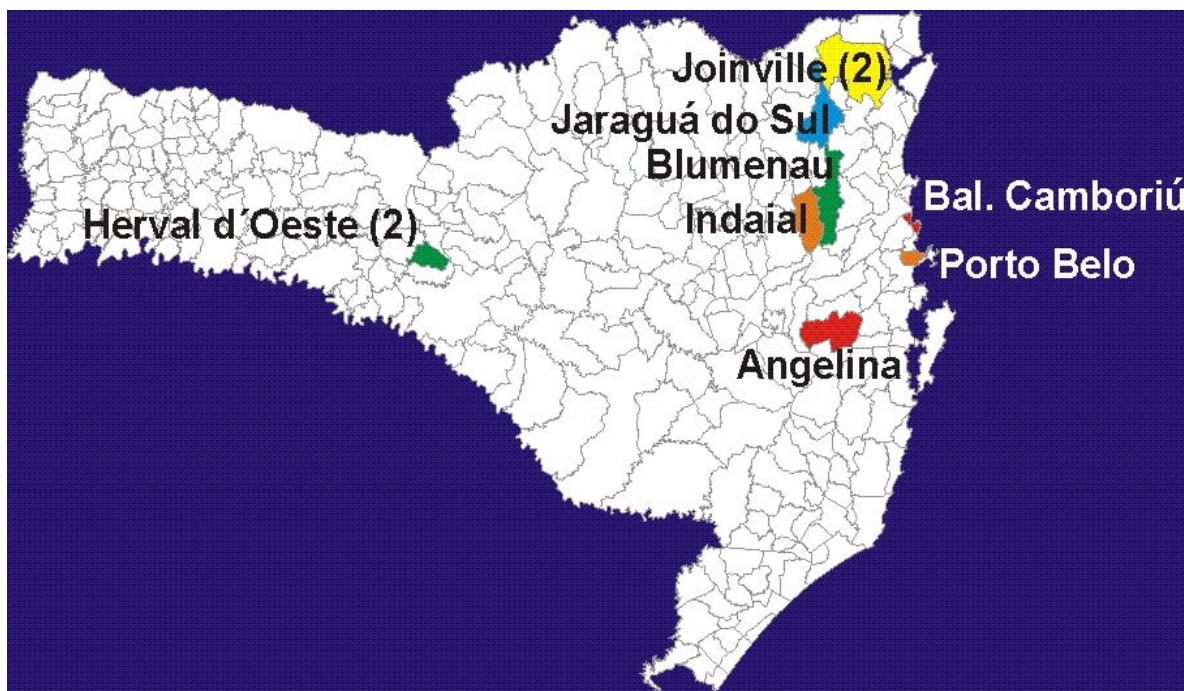 Joinville (2)
Jaraguá do Sul
Blumenau
Bal. Camboriú
Herval d´Oeste (2)
Indaial
Porto Belo
Angelina